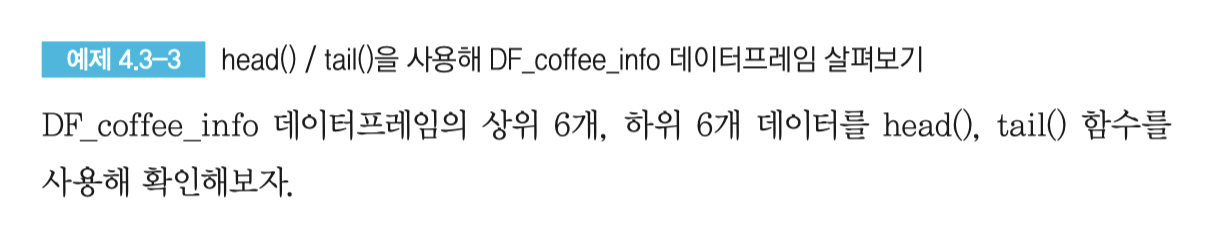 예제 4.3-3 head() / tail()을 사용해 DF_coffee_info 데이터프레임 살펴보기
DF_coffee_info 데이터프레임의 상위 6개, 하위 6개 데이터를 head(), tail() 함수를
사용해 확인해보자.